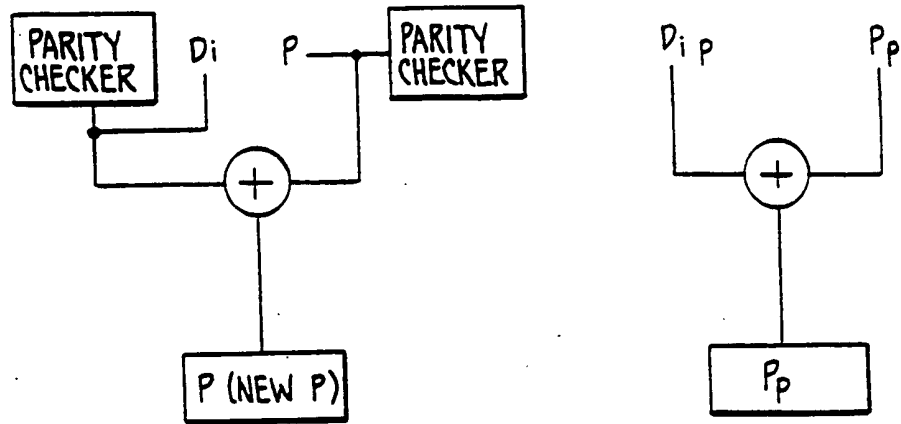 PARITY
CHECKER
Di
P
PARITY
CHECKER
+
P (NEW P)
Di p
Pp
+
Pp